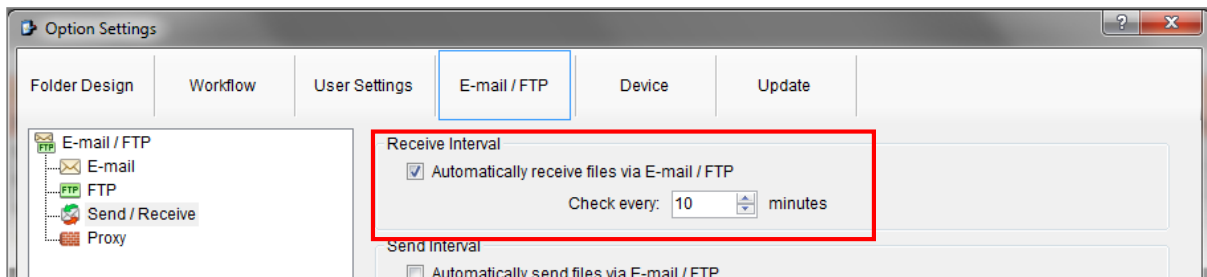 Option Settings
Folder Design Workflow User Settings E-mail / FTP Device Update
E-mail / FTP
E-mail
FTP
Send / Receive
Proxy
Receive Interval
Automatically receive files via E-mail / FTP
Check every: 10 minutes
Send Interval
Automatically send files via E-mail / FTP